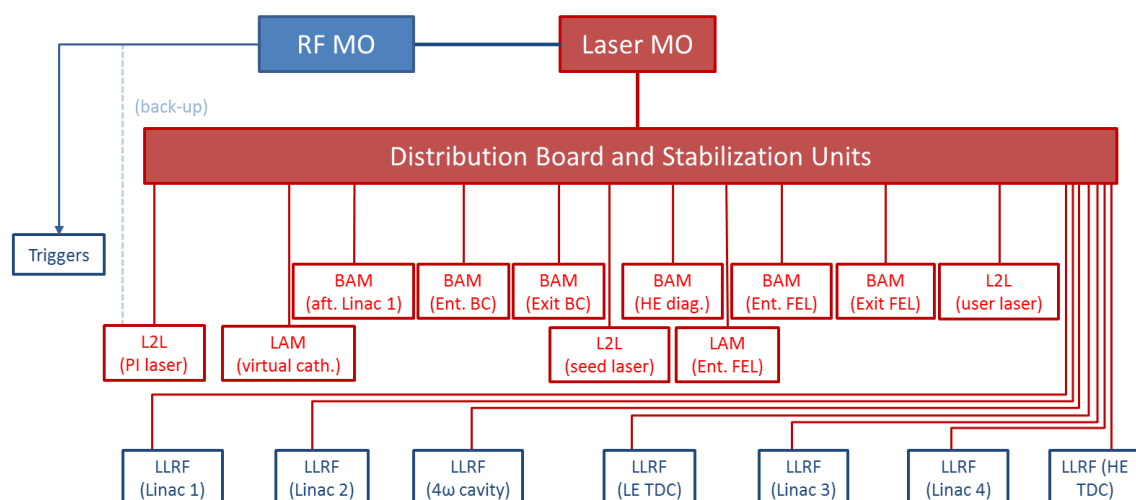 RF MO
Laser MO
(back-up)
Distribution Board and Stabilization Units
Triggers
BAM
(aft. Linac 1)
BAM
(Ent. BC)
BAM
(Exit BC)
BAM
(HE diag.)
BAM
(Ent. FEL)
BAM
(Exit FEL)
L2L
(user laser)
L2L
(PI laser)
LAM
(virtual cath.)
L2L
(seed laser)
LAM
(Ent. FEL)
LLRF
(Linac 1)
LLRF
(Linac 2)
LLRF
(4ω cavity)
LLRF
(LE TDC)
LLRF
(Linac 3)
LLRF
(Linac 4)
LLRF (HE
TDC)